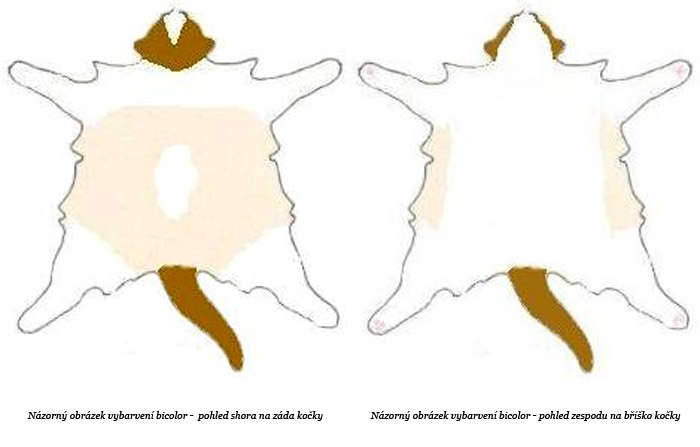 Názorný obrázek vybarvení bicolor - pohled shora na záda kočky
Názorný obrázek vybarvení bicolor - pohled zespodu na bříško kočky